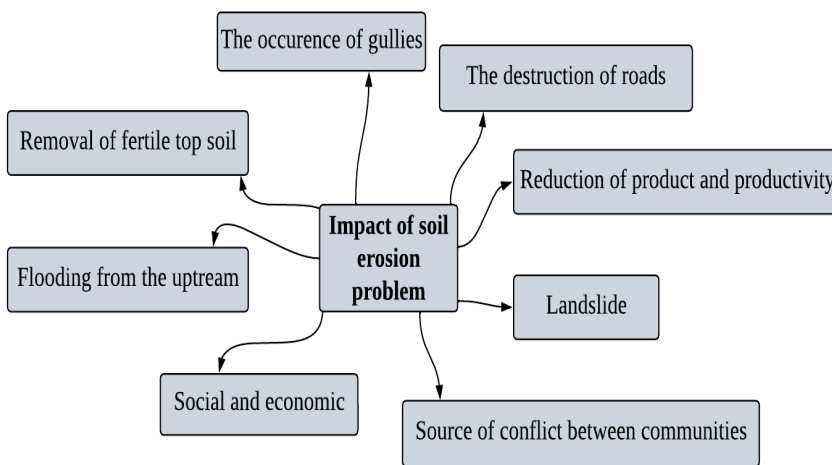 The occurence of gullies
The destruction of roads
Removal of fertile top soil
Reduction of product and productivity
Impact of soil
erosion
problem
Flooding from the uptream
Landslide
Social and economic
Source of conflict between communities